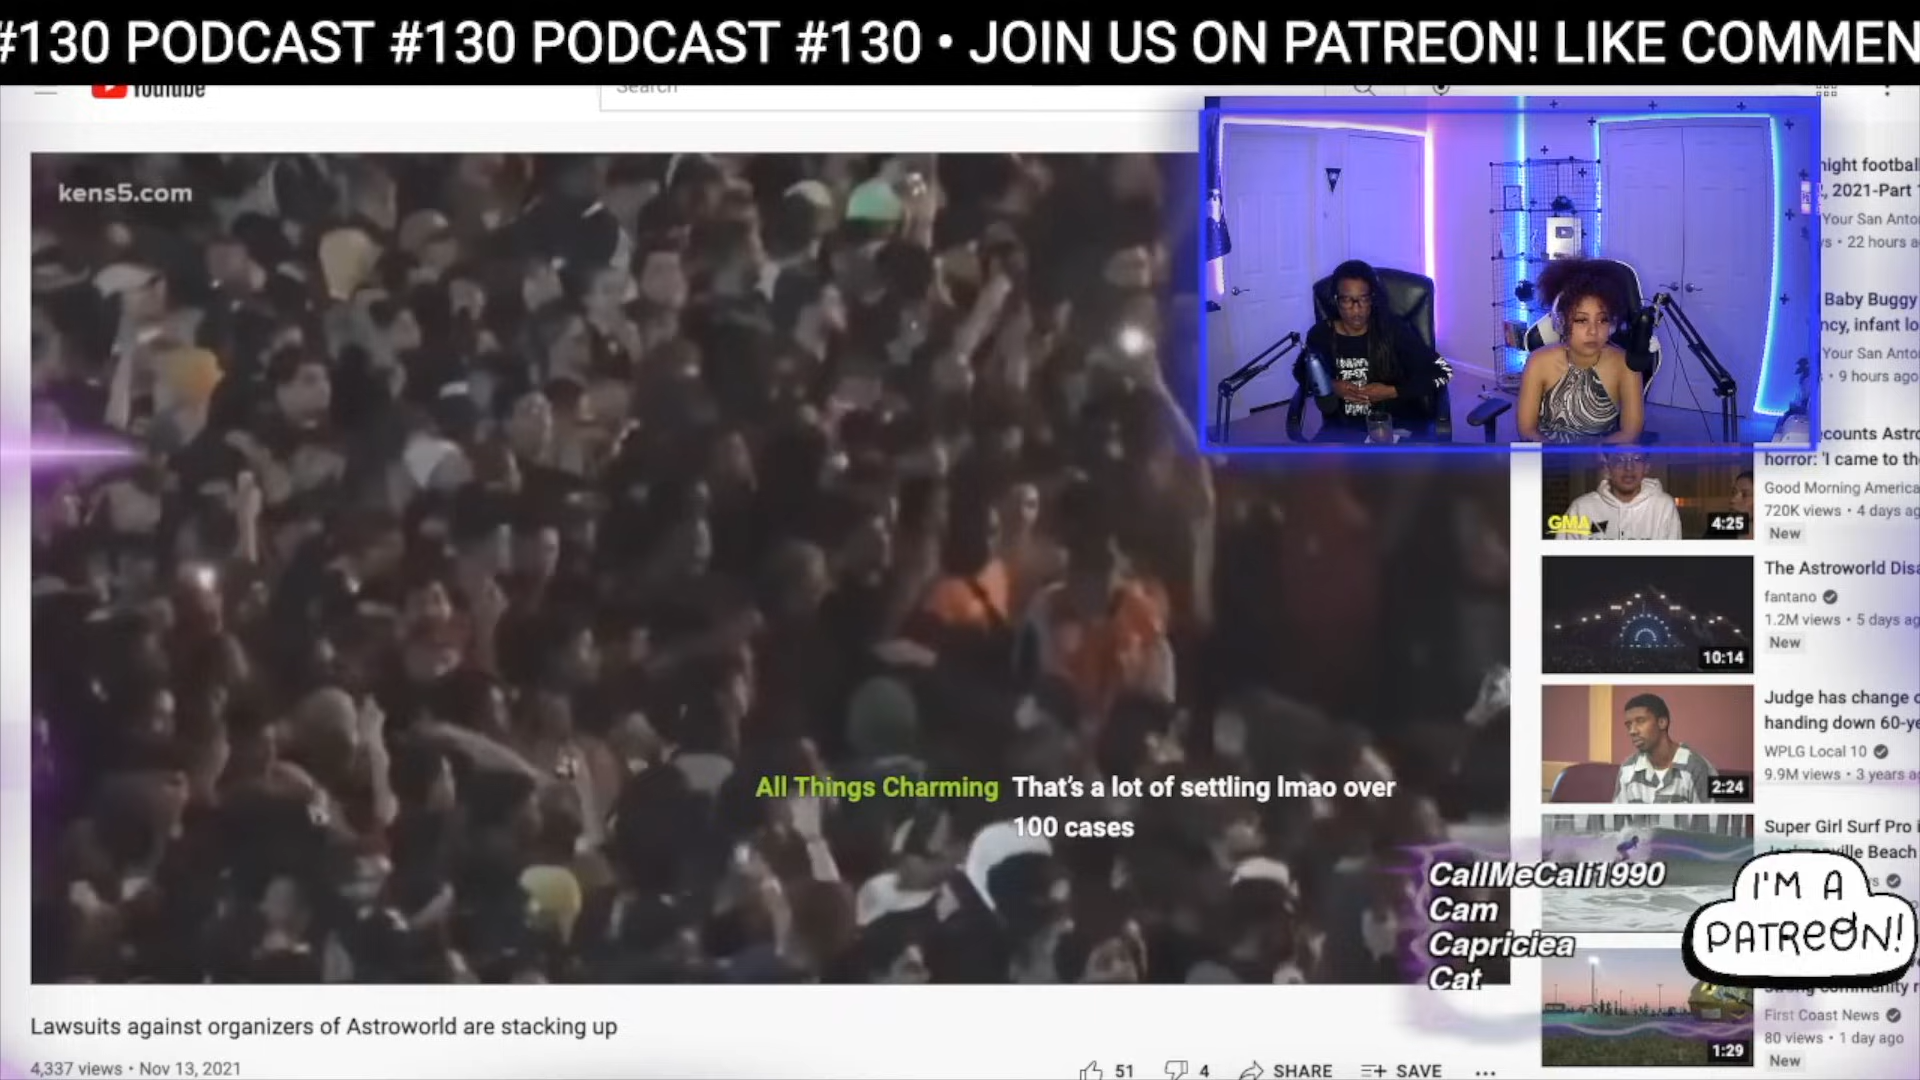 #130 PODCAST #130 PODCAST #130 • JOIN US ON PATREON! LIKE COMMEN
YouTube
Search
kens5.com
night football
2021-Part
Your San Anto
22 hours a
Baby Buggy
infant lo
Your San Anto
9 hours ago
ecounts Astro
horror: 'I came to th
Good Morning America
720K views • 4 days ag
New
GMA
4:25
The Astroworld Disa
fantano
1.2M views • 5 days ag
New
10:14
Judge has change o
handing down 60-ye
WPLG Local 10
9.9M views • 3 years a
2:24
All Things Charming That's a lot of settling lmao over
100 cases
Super Girl Surf Pro i
Beach
CallMeCali1990
Cam
Capriciea
Cat
I'M A
PATREON!
First Coast News
80 views • 1 day ago
New
1:29
Lawsuits against organizers of Astroworld are stacking up
4,337 views • Nov 13, 2021
51 4 SHARE SAVE ...